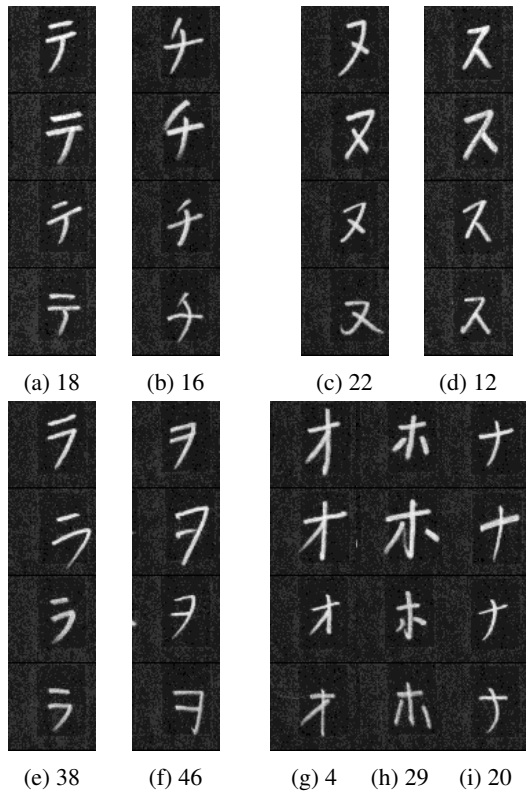 テ チ ヌ ス
テ チ ヌ ス
テ チ ヌ ス
テ チ ヌ ス
(a) 18 (b) 16 (c) 22 (d) 12
ラ ヲ オ ホ ナ
ラ ヲ オ ホ ナ
ラ ヲ オ ホ ナ
ラ ヲ オ ホ ナ
(e) 38 (f) 46 (g) 4 (h) 29 (i) 20